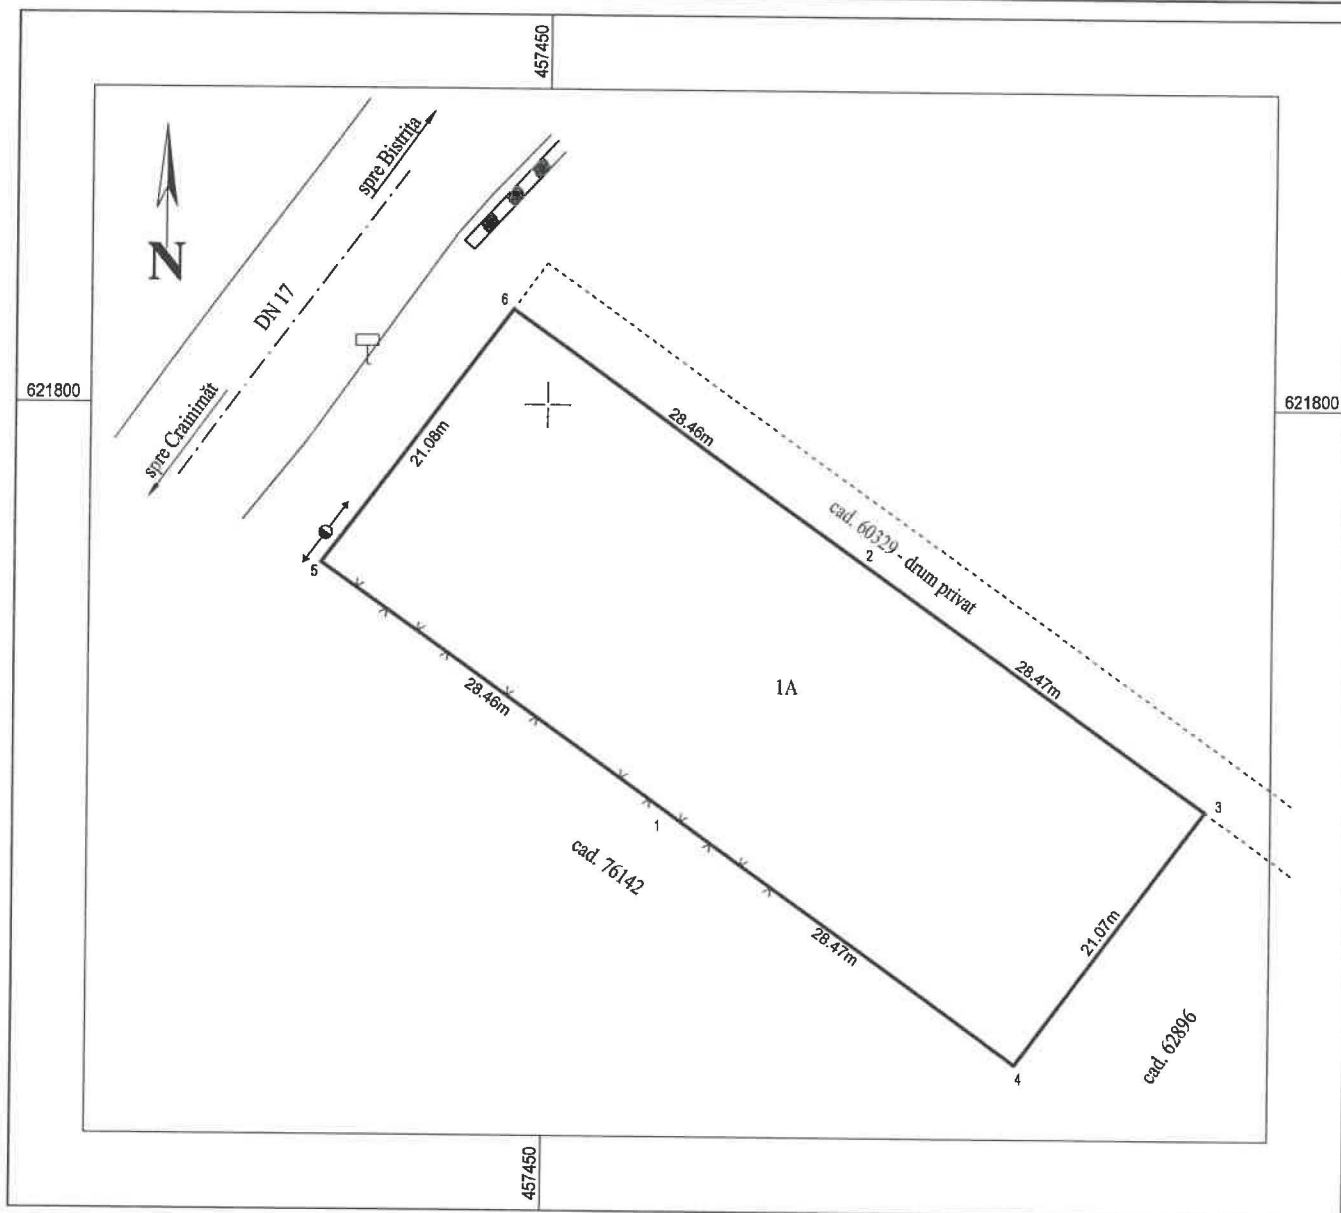 457450
spre Bistrița
N
DN 17
6
621800
621800
spre Crainimăt
21.08m
28.46m
cad. 60329 - drum privat
2
5
28.47m
1A
28.46m
3
1
cad. 76142
28.47m
21.07m
cad. 62896
4
457450